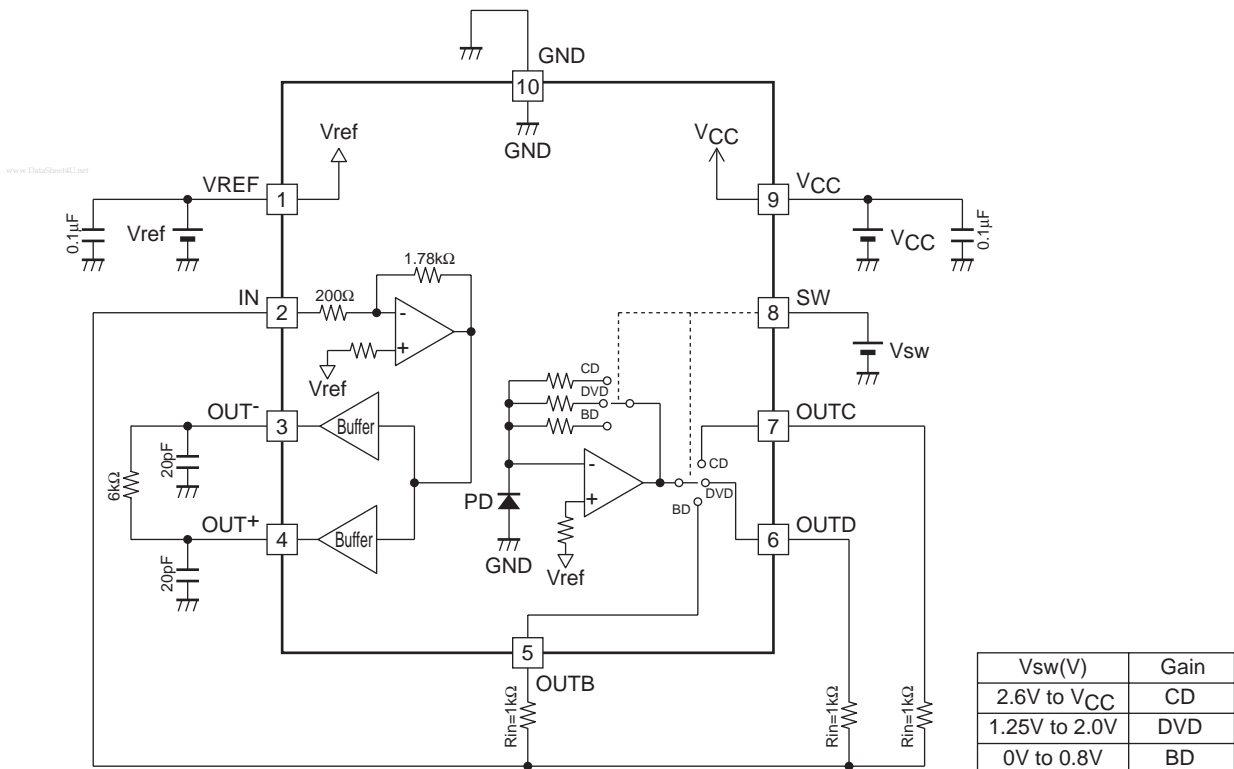 GND
10
GND
Vref
VCC
www.DataSheet4U.net
VREF
1
9
VCC
0.1μF
Vref
VCC
0.1μF
1.78kΩ
IN
2
200Ω
-
+
Vref
8
SW
Vsw
CD
DVD
BD
OUT-
3
Buffer
7
OUTC
20pF
6kΩ
-
+
CD
DVD
BD
PD
OUT+
4
Buffer
6
OUTD
GND
Vref
20pF
5
OUTB
Rin=1kΩ
Rin=1kΩ
Rin=1kΩ
Vsw(V) Gain
2.6V to VCC CD
1.25V to 2.0V DVD
0V to 0.8V BD